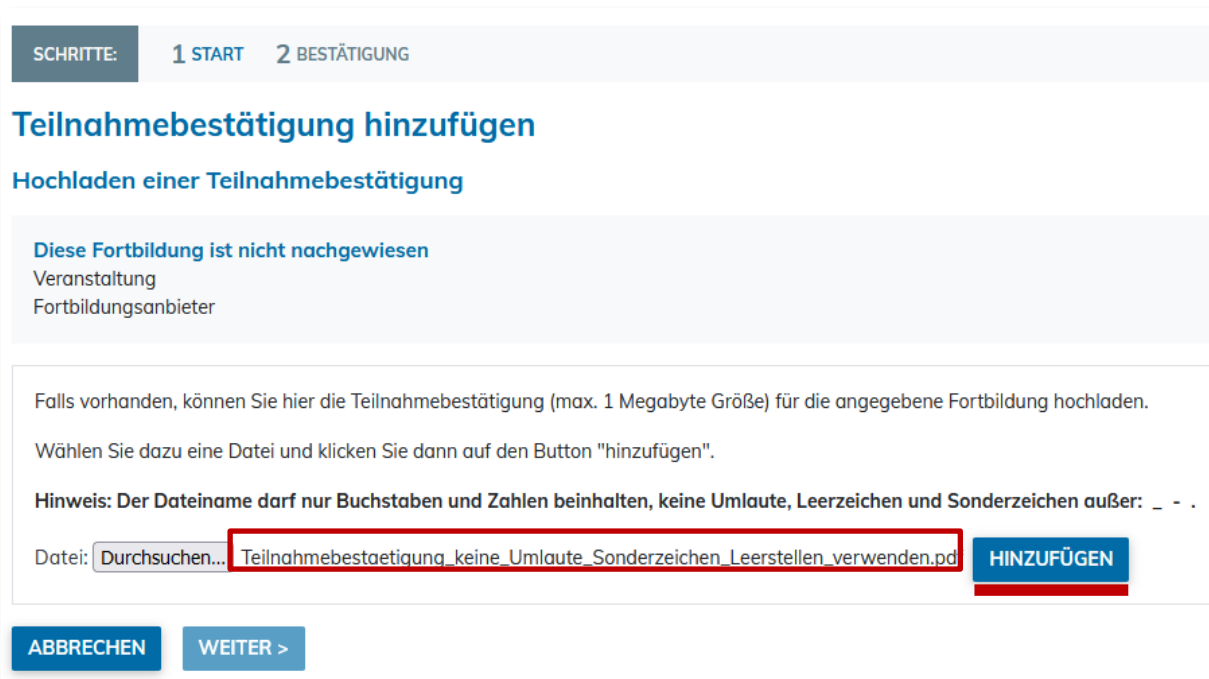 SCHRITTE: 1 START 2 BESTÄTIGUNG
Teilnahmebestätigung hinzufügen
Hochladen einer Teilnahmebestätigung
Diese Fortbildung ist nicht nachgewiesen
Veranstaltung
Fortbildungsanbieter
Falls vorhanden, können Sie hier die Teilnahmebestätigung (max. 1 Megabyte Größe) für die angegebene Fortbildung hochladen.
Wählen Sie dazu eine Datei und klicken Sie dann auf den Button "hinzufügen".
Hinweis: Der Dateiname darf nur Buchstaben und Zahlen beinhalten, keine Umlaute, Leerzeichen und Sonderzeichen außer: _ - .
Datei: Durchsuchen... Teilnahmebestaetigung_keine_Umlaute_Sonderzeichen_Leerstellen_verwenden.pdf HINZUFÜGEN
ABBRECHEN WEITER >